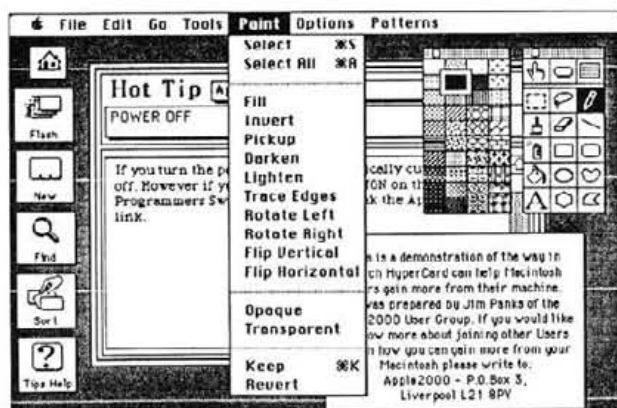 File Edit Go Tools Paint Options Patterns
Flash
New
Find
Sort
Tips Help
Hot Tip
POWER OFF
If you turn the
off. However if
Programmers
link.
cally
ON on
the
Select ⌘S
Select All ⌘A
Fill
Invert
Pickup
Darken
Lighten
Trace Edges
Rotate Left
Rotate Right
Flip Vertical
Flip Horizontal
Opaque
Transparent
Keep ⌘K
Revert
is a demonstration of the way in
HyperCard can help Macintosh
gain more from their machine.
was prepared by Jim Panks of the
2000 User Group. If you would like
more about joining other Users
how you can gain more from your
Macintosh please write to:
Apple2000 - P.O.Box 3,
Liverpool L21 8PV